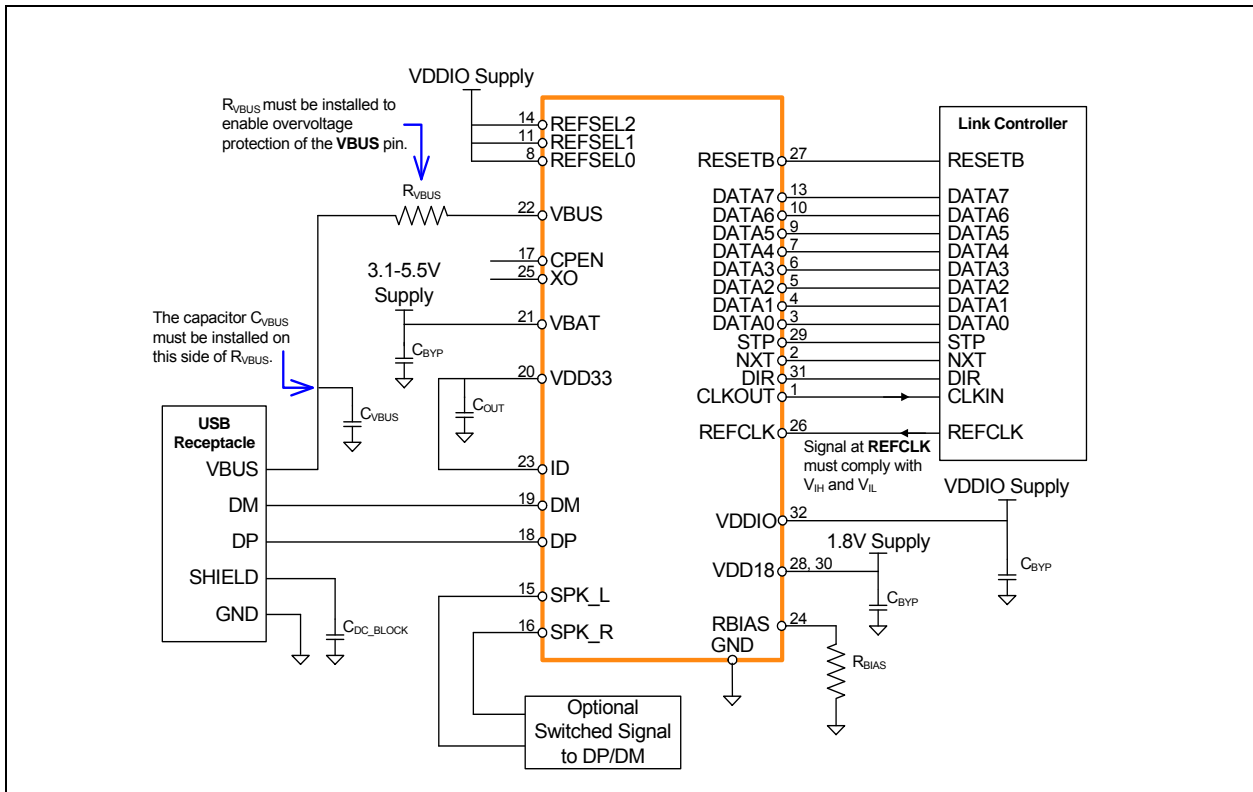 VDDIO Supply
R_VBUS must be installed to
enable overvoltage
protection of the VBUS pin.
14 REFSEL2
11 REFSEL1
8 REFSEL0
R_VBUS
22 VBUS
17 CPEN
25 XO
3.1-5.5V
Supply
21 VBAT
C_BYP
The capacitor C_VBUS
must be installed on
this side of R_VBUS.
20 VDD33
C_OUT
C_VBUS
USB
Receptacle
VBUS
DM
DP
SHIELD
GND
C_DC_BLOCK
23 ID
19 DM
18 DP
15 SPK_L
16 SPK_R
Optional
Switched Signal
to DP/DM
Link Controller
RESETB 27 RESETB
DATA7 13 DATA7
DATA6 10 DATA6
DATA5 9 DATA5
DATA4 7 DATA4
DATA3 6 DATA3
DATA2 5 DATA2
DATA1 4 DATA1
DATA0 3 DATA0
STP 29 STP
NXT 2 NXT
DIR 31 DIR
CLKOUT 1 CLKIN
REFCLK 26 REFCLK
Signal at REFCLK
must comply with
V_IH and V_IL
VDDIO Supply
VDDIO 32
C_BYP
1.8V Supply
VDD18 28, 30
C_BYP
RBIAS 24
GND
R_BIAS